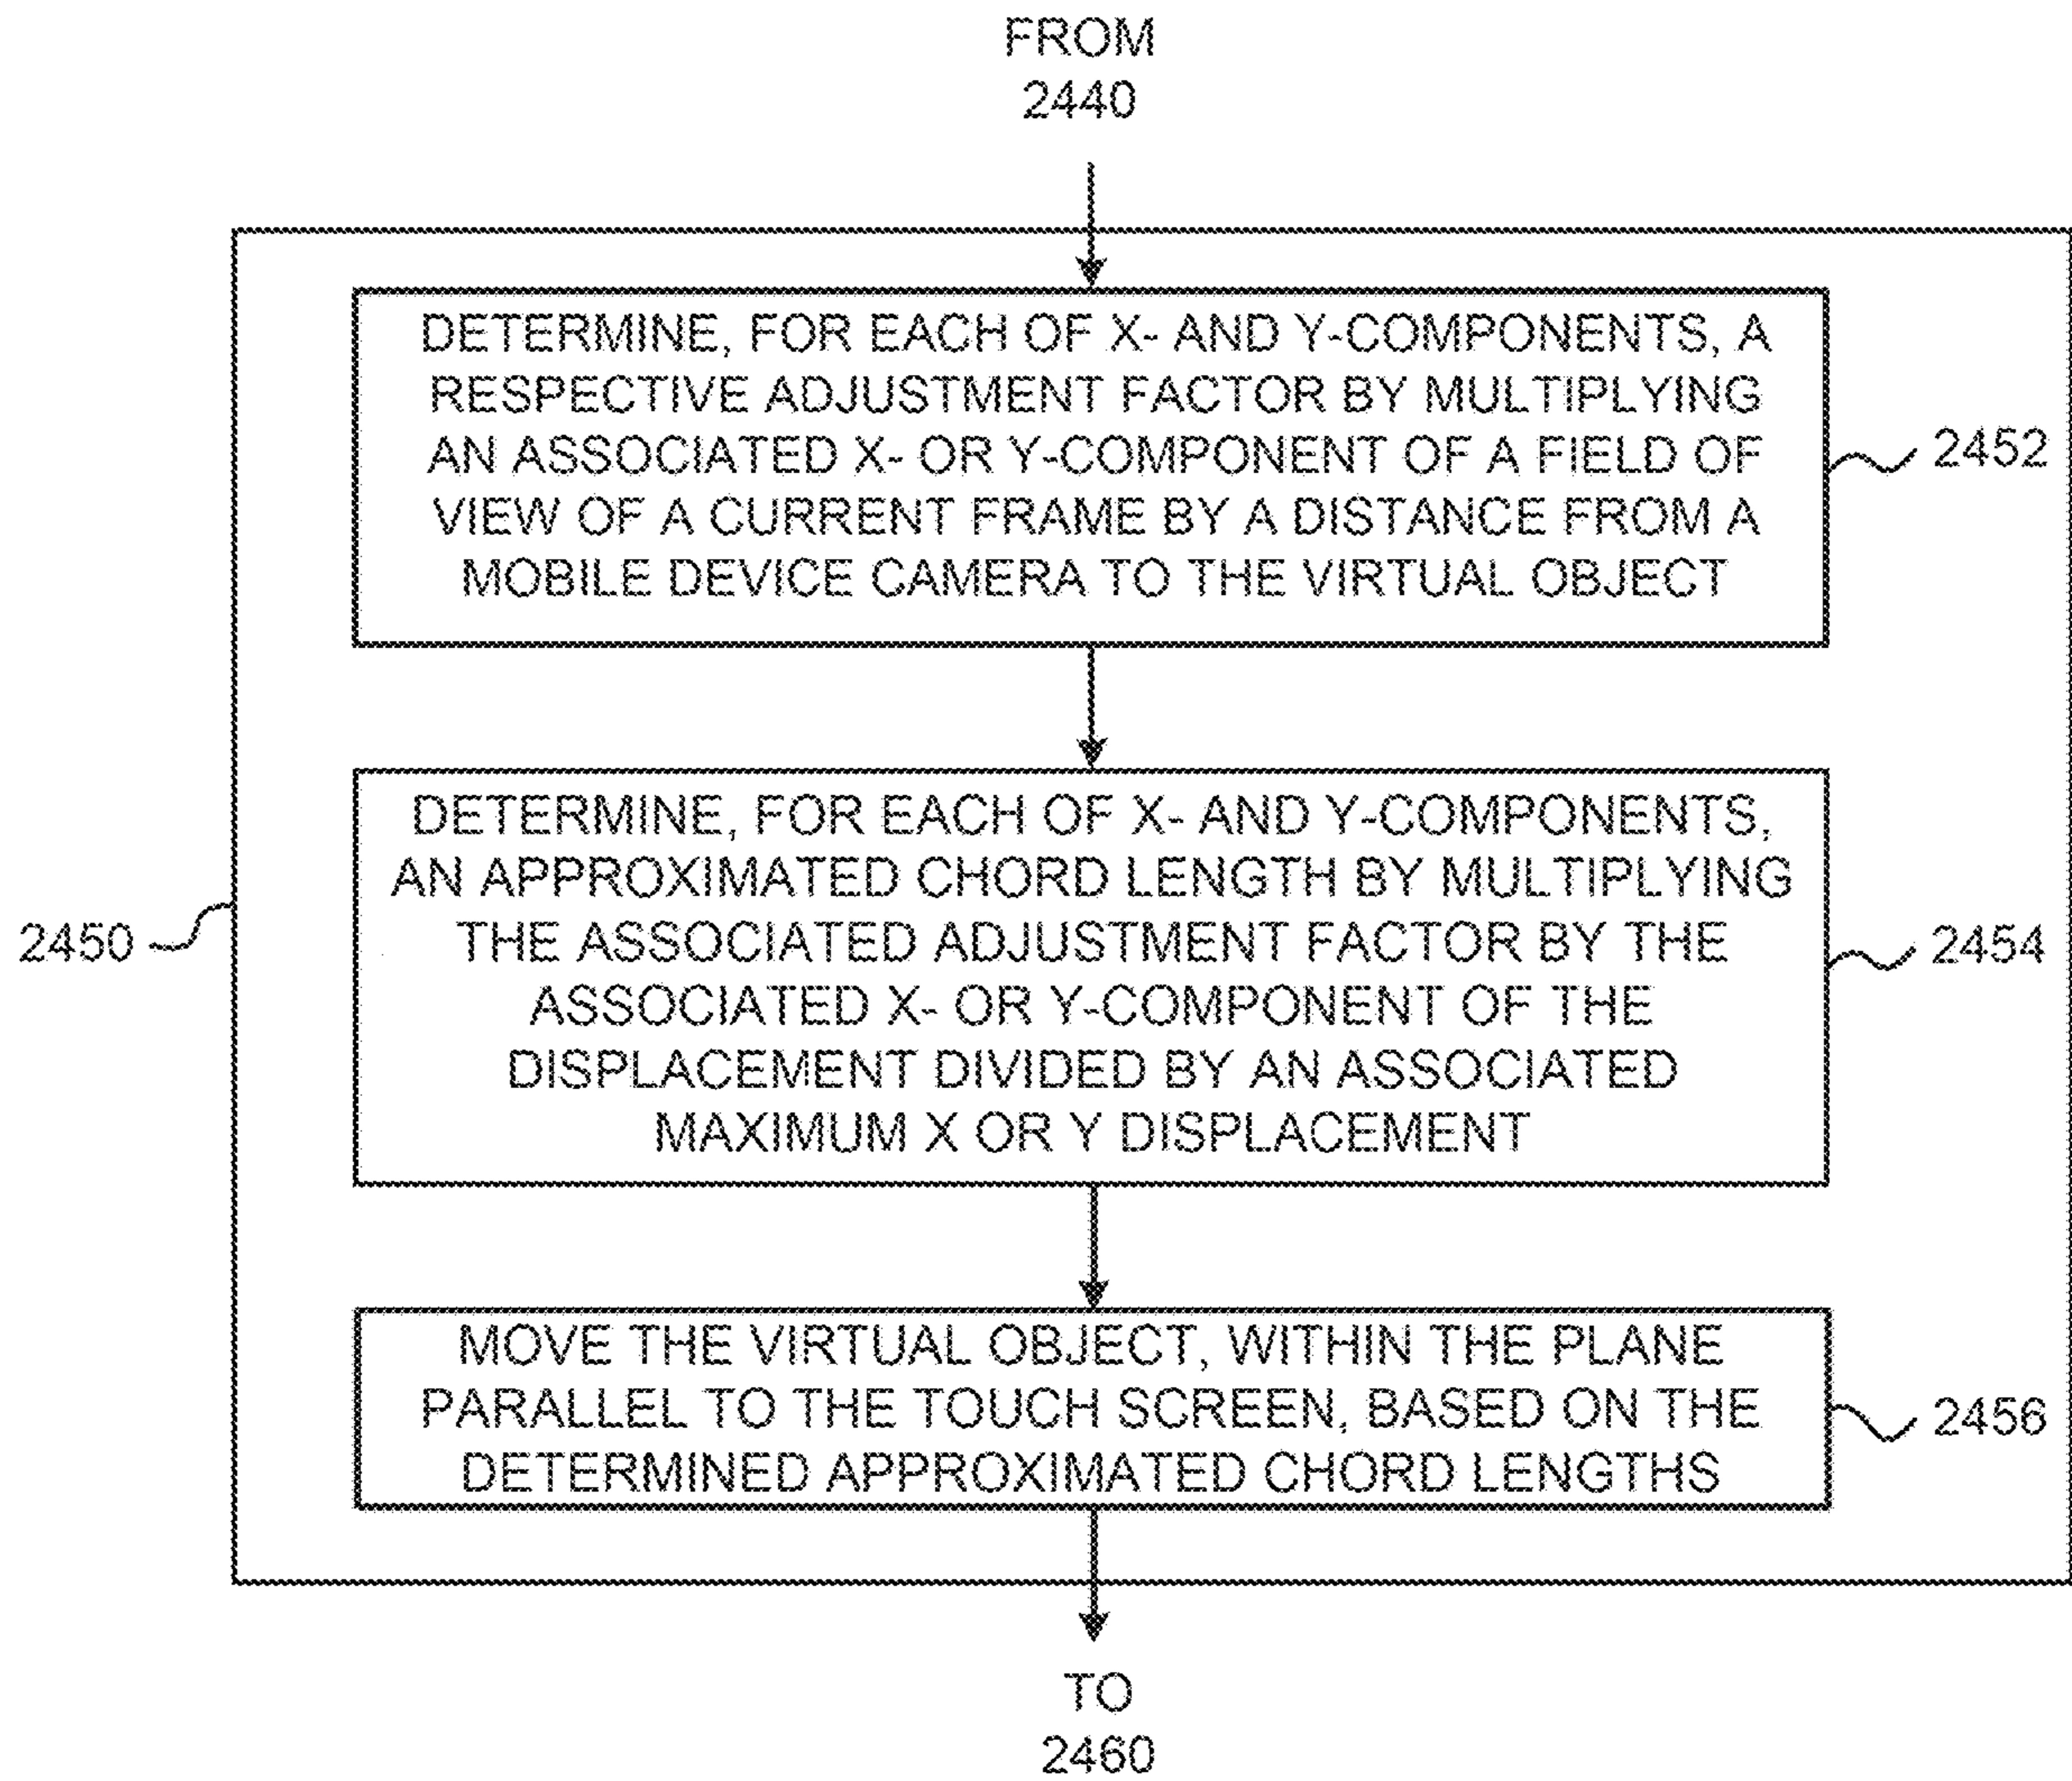 FROM
2440
DETERMINE, FOR EACH OF X- AND Y-COMPONENTS, A
RESPECTIVE ADJUSTMENT FACTOR BY MULTIPLYING
AN ASSOCIATED X- OR Y-COMPONENT OF A FIELD OF
VIEW OF A CURRENT FRAME BY A DISTANCE FROM A
MOBILE DEVICE CAMERA TO THE VIRTUAL OBJECT
2452
DETERMINE, FOR EACH OF X- AND Y-COMPONENTS,
AN APPROXIMATED CHORD LENGTH BY MULTIPLYING
THE ASSOCIATED ADJUSTMENT FACTOR BY THE
ASSOCIATED X- OR Y-COMPONENT OF THE
DISPLACEMENT DIVIDED BY AN ASSOCIATED
MAXIMUM X OR Y DISPLACEMENT
2450
2454
MOVE THE VIRTUAL OBJECT, WITHIN THE PLANE
PARALLEL TO THE TOUCH SCREEN, BASED ON THE
DETERMINED APPROXIMATED CHORD LENGTHS
2456
TO
2460